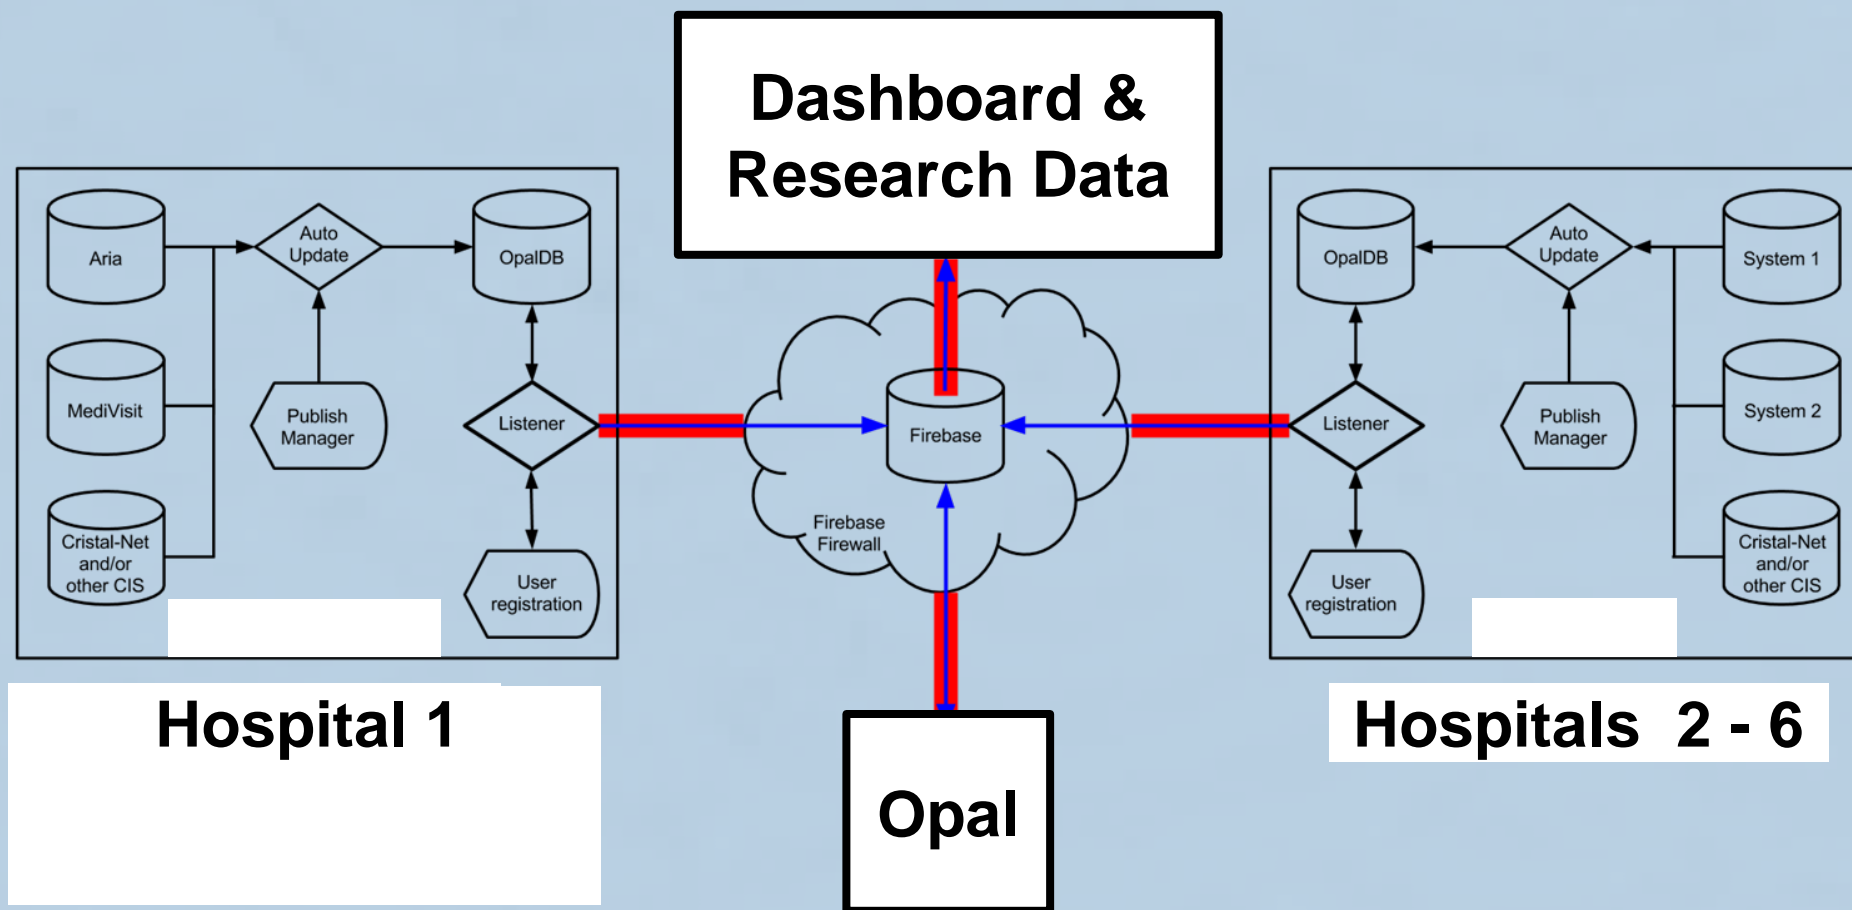 Dashboard &
Research Data
Aria
Auto
Update
OpalDB
MediVisit
Publish
Manager
Listener
Cristal-Net
and/or
other CIS
User
registration
Hospital 1
Firebase
Firebase
Firewall
Opal
OpalDB
Auto
Update
System 1
Listener
Publish
Manager
System 2
User
registration
Cristal-Net
and/or
other CIS
Hospitals 2 - 6